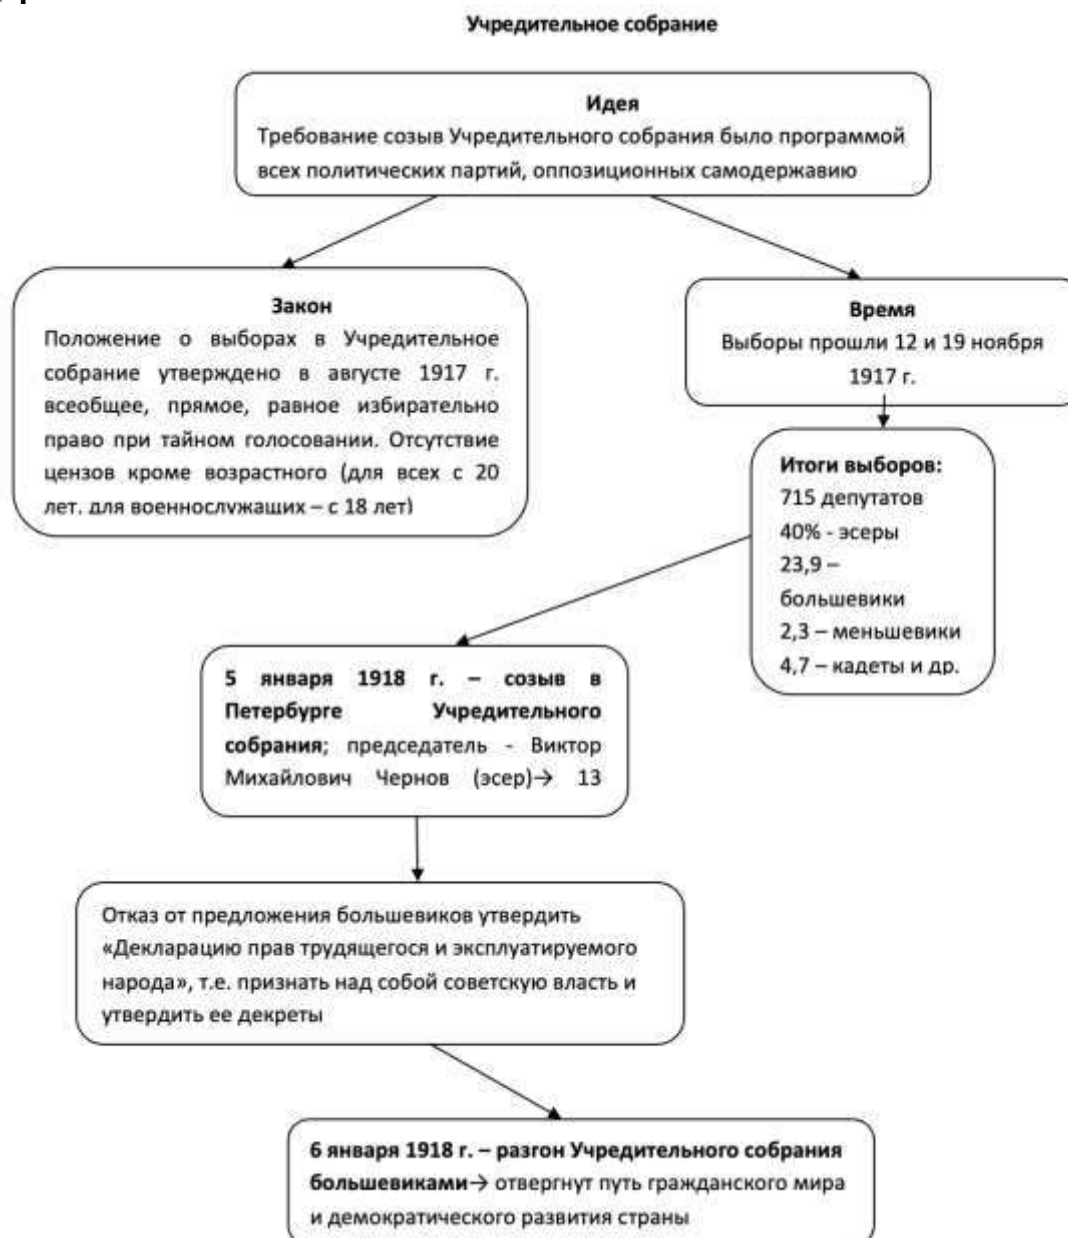 Учредительное собрание
Идея
Требование созыв Учредительного собрания было программой
всех политических партий, оппозиционных самодержавию
Закон
Положение о выборах в Учредительное
собрание утверждено в августе 1917 г.
всеобщее, прямое, равное избирательно
право при тайном голосовании. Отсутствие
цензов кроме возрастного (для всех с 20
лет, для военнослужащих – с 18 лет)
Время
Выборы прошли 12 и 19 ноября
1917 г.
Итоги выборов:
715 депутатов
40% - эсеры
23,9 –
большевики
2,3 – меньшевики
4,7 – кадеты и др.
5 января 1918 г. – созыв в
Петербурге Учредительного
собрания; председатель - Виктор
Михайлович Чернов (эсер)→ 13
Отказ от предложения большевиков утвердить
«Декларацию прав трудящегося и эксплуатируемого
народа», т.е. признать над собой советскую власть и
утвердить ее декреты
6 января 1918 г. – разгон Учредительного собрания
большевиками→ отвергнут путь гражданского мира
и демократического развития страны